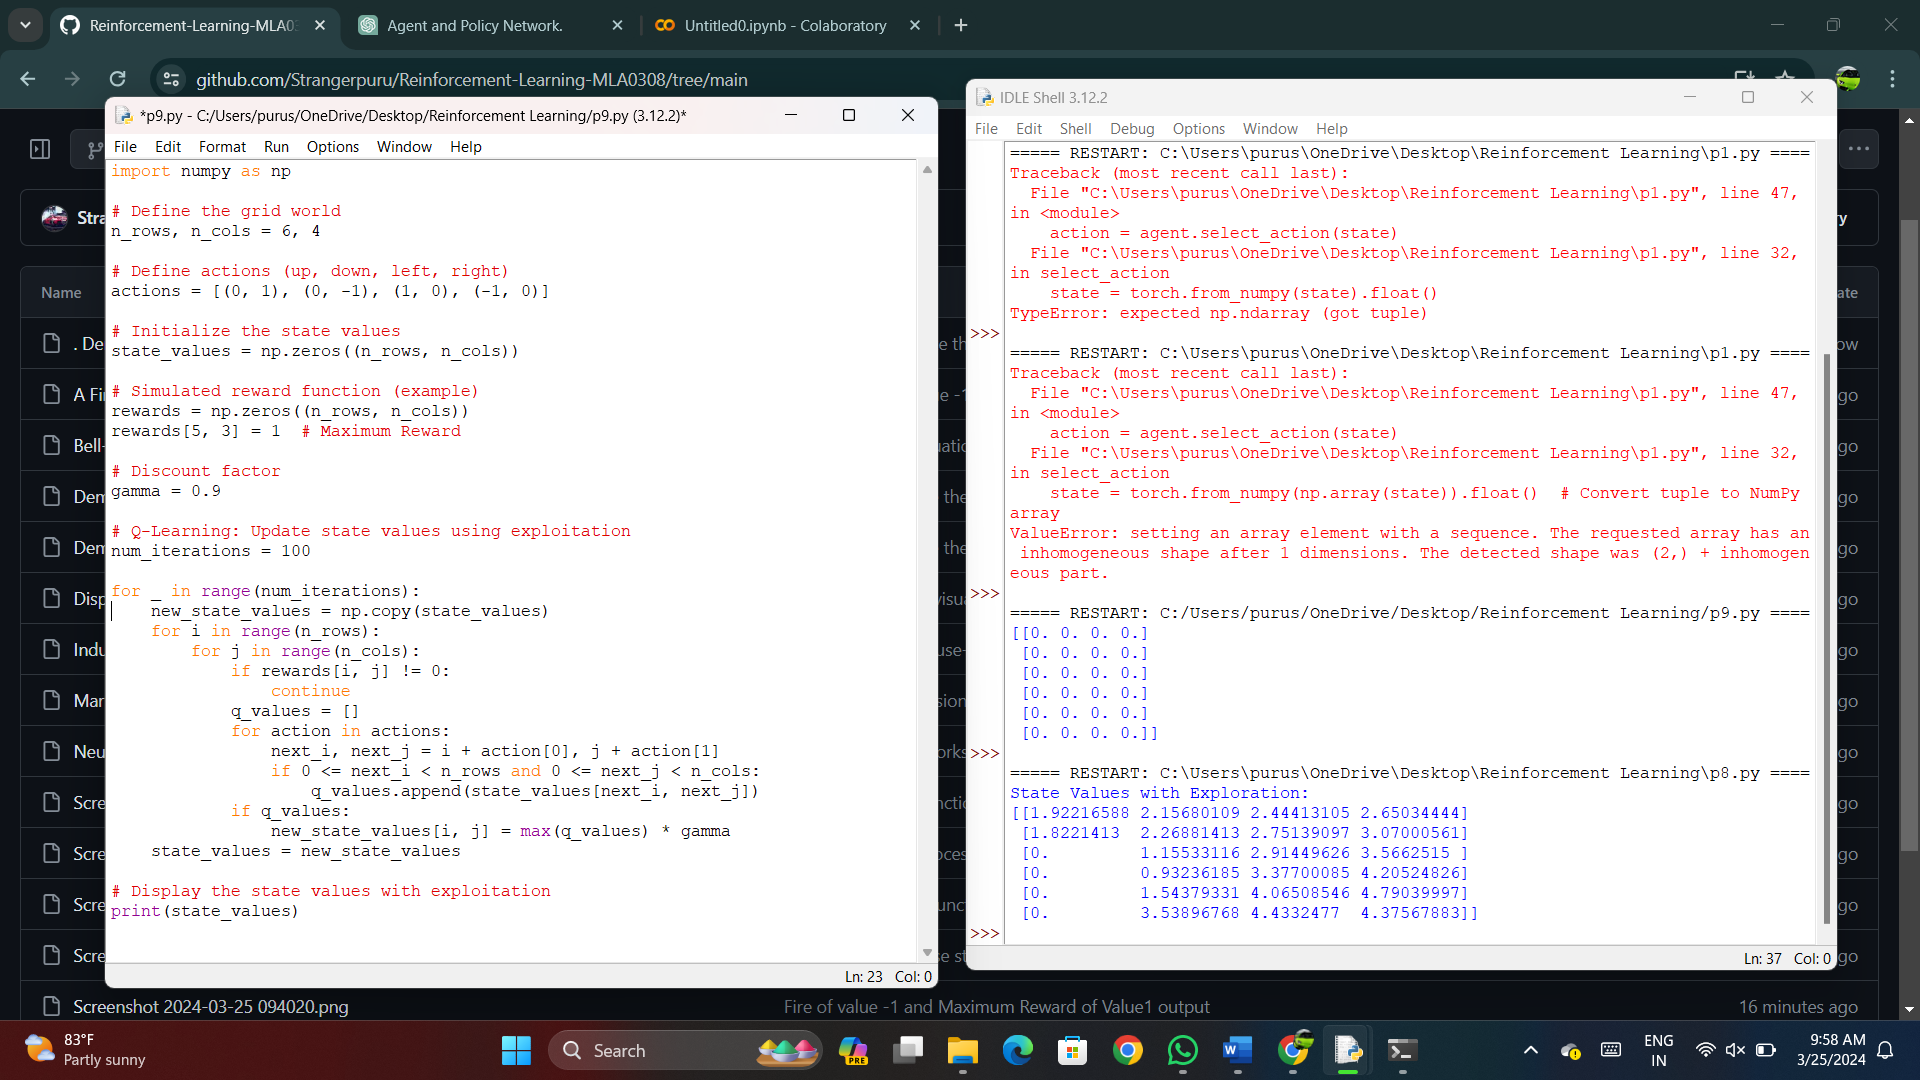 Reinforcement-Learning-MLA03
Agent and Policy Network.
Untitled0.ipynb - Colaboratory
github.com/Strangerpuru/Reinforcement-Learning-MLA0308/tree/main
*p9.py - C:/Users/purus/OneDrive/Desktop/Reinforcement Learning/p9.py (3.12.2)*
File Edit Format Run Options Window Help
import numpy as np
# Define the grid world
n_rows, n_cols = 6, 4
# Define actions (up, down, left, right)
actions = [(0, 1), (0, -1), (1, 0), (-1, 0)]
# Initialize the state values
state_values = np.zeros((n_rows, n_cols))
# Simulated reward function (example)
rewards = np.zeros((n_rows, n_cols))
rewards[5, 3] = 1  # Maximum Reward
# Discount factor
gamma = 0.9
# Q-Learning: Update state values using exploitation
num_iterations = 100
for _ in range(num_iterations):
    new_state_values = np.copy(state_values)
    for i in range(n_rows):
        for j in range(n_cols):
            if rewards[i, j] != 0:
                continue
            q_values = []
            for action in actions:
                next_i, next_j = i + action[0], j + action[1]
                if 0 <= next_i < n_rows and 0 <= next_j < n_cols:
                    q_values.append(state_values[next_i, next_j])
            if q_values:
                new_state_values[i, j] = max(q_values) * gamma
    state_values = new_state_values
# Display the state values with exploitation
print(state_values)
Ln: 23 Col: 0
IDLE Shell 3.12.2
File Edit Shell Debug Options Window Help
===== RESTART: C:\Users\purus\OneDrive\Desktop\Reinforcement Learning\p1.py ====
Traceback (most recent call last):
  File "C:\Users\purus\OneDrive\Desktop\Reinforcement Learning\p1.py", line 47,
in <module>
    action = agent.select_action(state)
  File "C:\Users\purus\OneDrive\Desktop\Reinforcement Learning\p1.py", line 32,
in select_action
    state = torch.from_numpy(state).float()
TypeError: expected np.ndarray (got tuple)
>>>
===== RESTART: C:\Users\purus\OneDrive\Desktop\Reinforcement Learning\p1.py ====
Traceback (most recent call last):
  File "C:\Users\purus\OneDrive\Desktop\Reinforcement Learning\p1.py", line 47,
in <module>
    action = agent.select_action(state)
  File "C:\Users\purus\OneDrive\Desktop\Reinforcement Learning\p1.py", line 32,
in select_action
    state = torch.from_numpy(np.array(state)).float()  # Convert tuple to NumPy
array
ValueError: setting an array element with a sequence. The requested array has an
 inhomogeneous shape after 1 dimensions. The detected shape was (2,) + inhomogen
eous part.
>>>
===== RESTART: C:/Users/purus/OneDrive/Desktop/Reinforcement Learning/p9.py ====
[[0. 0. 0. 0.]
 [0. 0. 0. 0.]
 [0. 0. 0. 0.]
 [0. 0. 0. 0.]
 [0. 0. 0. 0.]
 [0. 0. 0. 0.]]
>>>
===== RESTART: C:\Users\purus\OneDrive\Desktop\Reinforcement Learning\p8.py ====
State Values with Exploration:
[[1.92216588 2.15680109 2.44413105 2.65034444]
 [1.8221413  2.26881413 2.75139097 3.07000561]
 [0.         1.15533116 2.91449626 3.5662515 ]
 [0.         0.93236185 3.37700085 4.20524826]
 [0.         1.54379331 4.06508546 4.79039997]
 [0.         3.53896768 4.4332477  4.37567883]]
>>>
Ln: 37 Col: 0
Stra
Name
. De
A Fi
Bell-
Dem
Dem
Disp
Indu
Mar
Neu
Scre
Scre
Scre
Scre
Screenshot 2024-03-25 094020.png
Fire of value -1 and Maximum Reward of Value1 output
16 minutes ago
83°F
Partly sunny
Search
PRE
ENG
IN
9:58 AM
3/25/2024